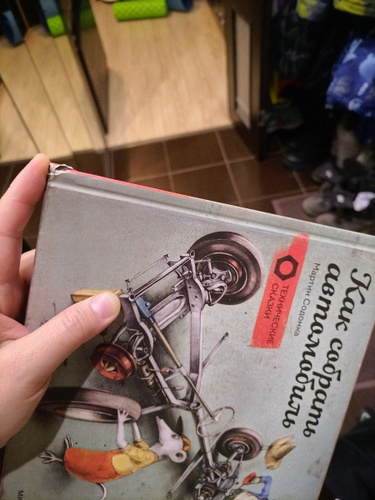 Мартин Содомка
Как собрать
автомобиль
ТЕХНИЧЕСКИЕ
СКАЗКИ